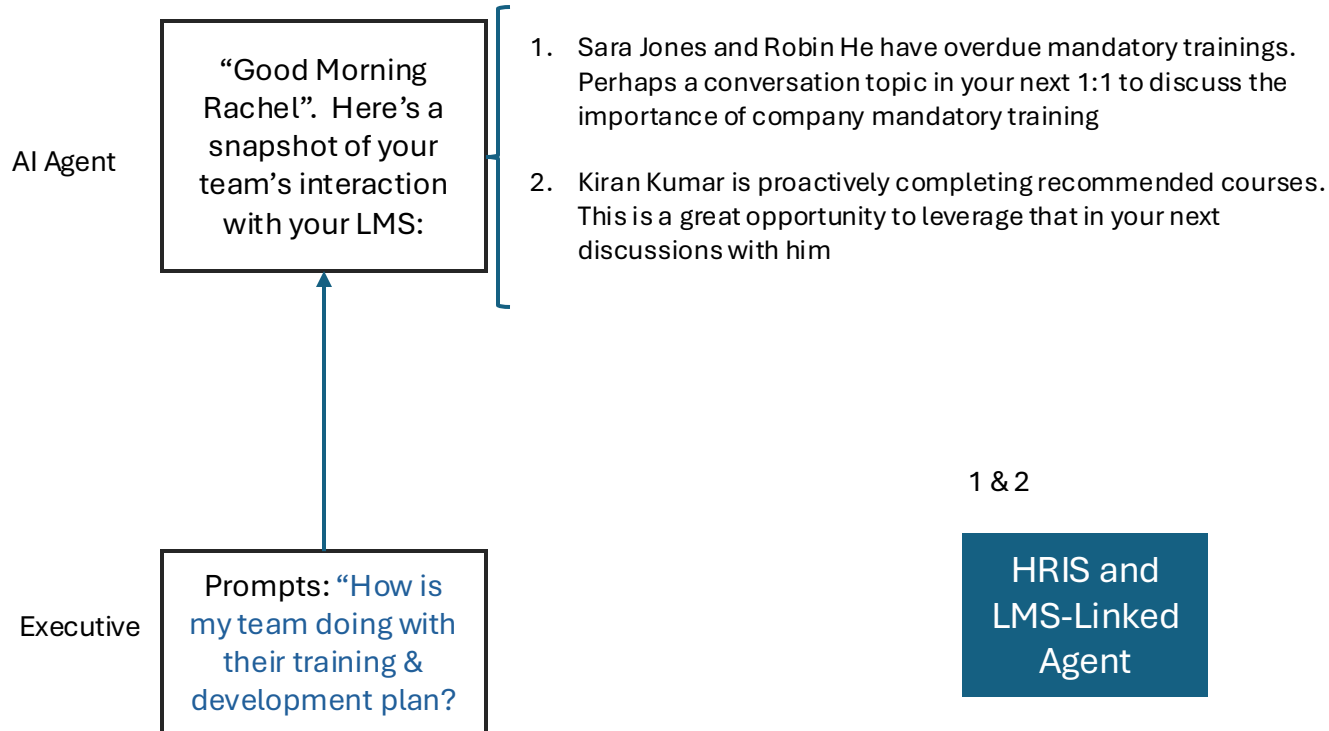 AI Agent
“Good Morning
Rachel”.  Here’s a
snapshot of your
team’s interaction
with your LMS:
1. Sara Jones and Robin He have overdue mandatory trainings.
Perhaps a conversation topic in your next 1:1 to discuss the
importance of company mandatory training
2. Kiran Kumar is proactively completing recommended courses.
This is a great opportunity to leverage that in your next
discussions with him
Executive
Prompts: “How is
my team doing with
their training &
development plan?
1 & 2
HRIS and
LMS-Linked
Agent